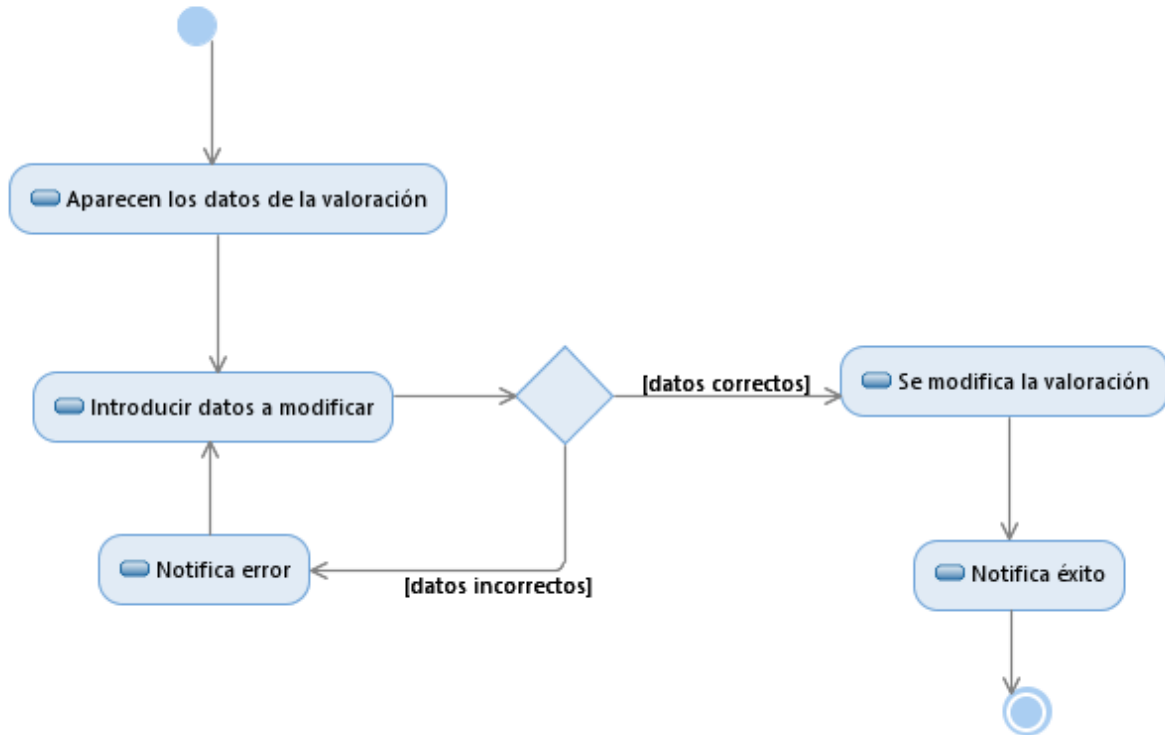 Aparecen los datos de la valoración
Introducir datos a modificar
[datos correctos]
Se modifica la valoración
Notifica error
[datos incorrectos]
Notifica éxito